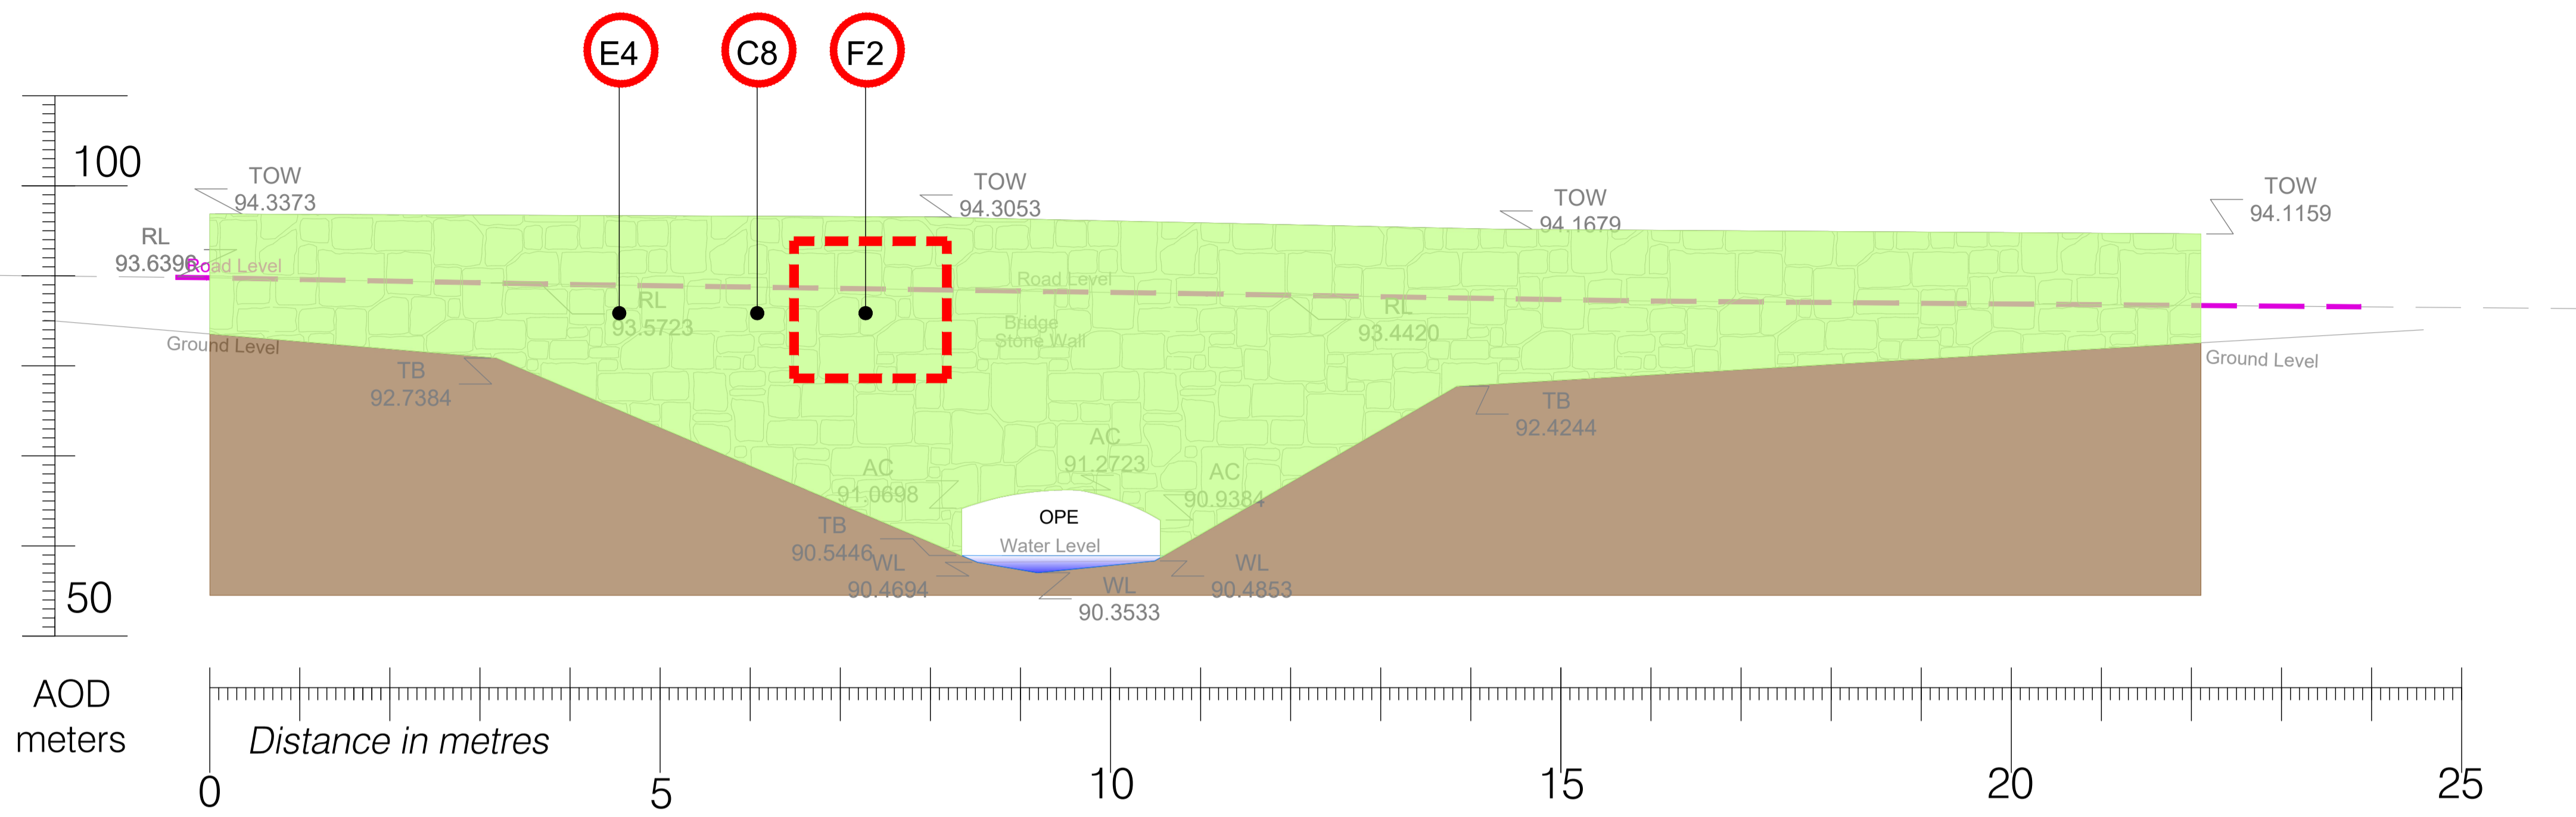 E4
C8
F2
100
TOW
94.3373
TOW
94.3053
TOW
94.1679
TOW
94.1159
RL
93.6396
Road Level
Road Level
RL
93.5723
RL
93.4420
Bridge
Stone Wall
Ground Level
Ground Level
TB
92.7384
TB
92.4244
AC
91.0698
AC
91.2723
AC
90.9384
OPE
Water Level
TB
90.5446
WL
90.4694
WL
90.3533
WL
90.4853
50
AOD
meters
Distance in metres
0
5
10
15
20
25